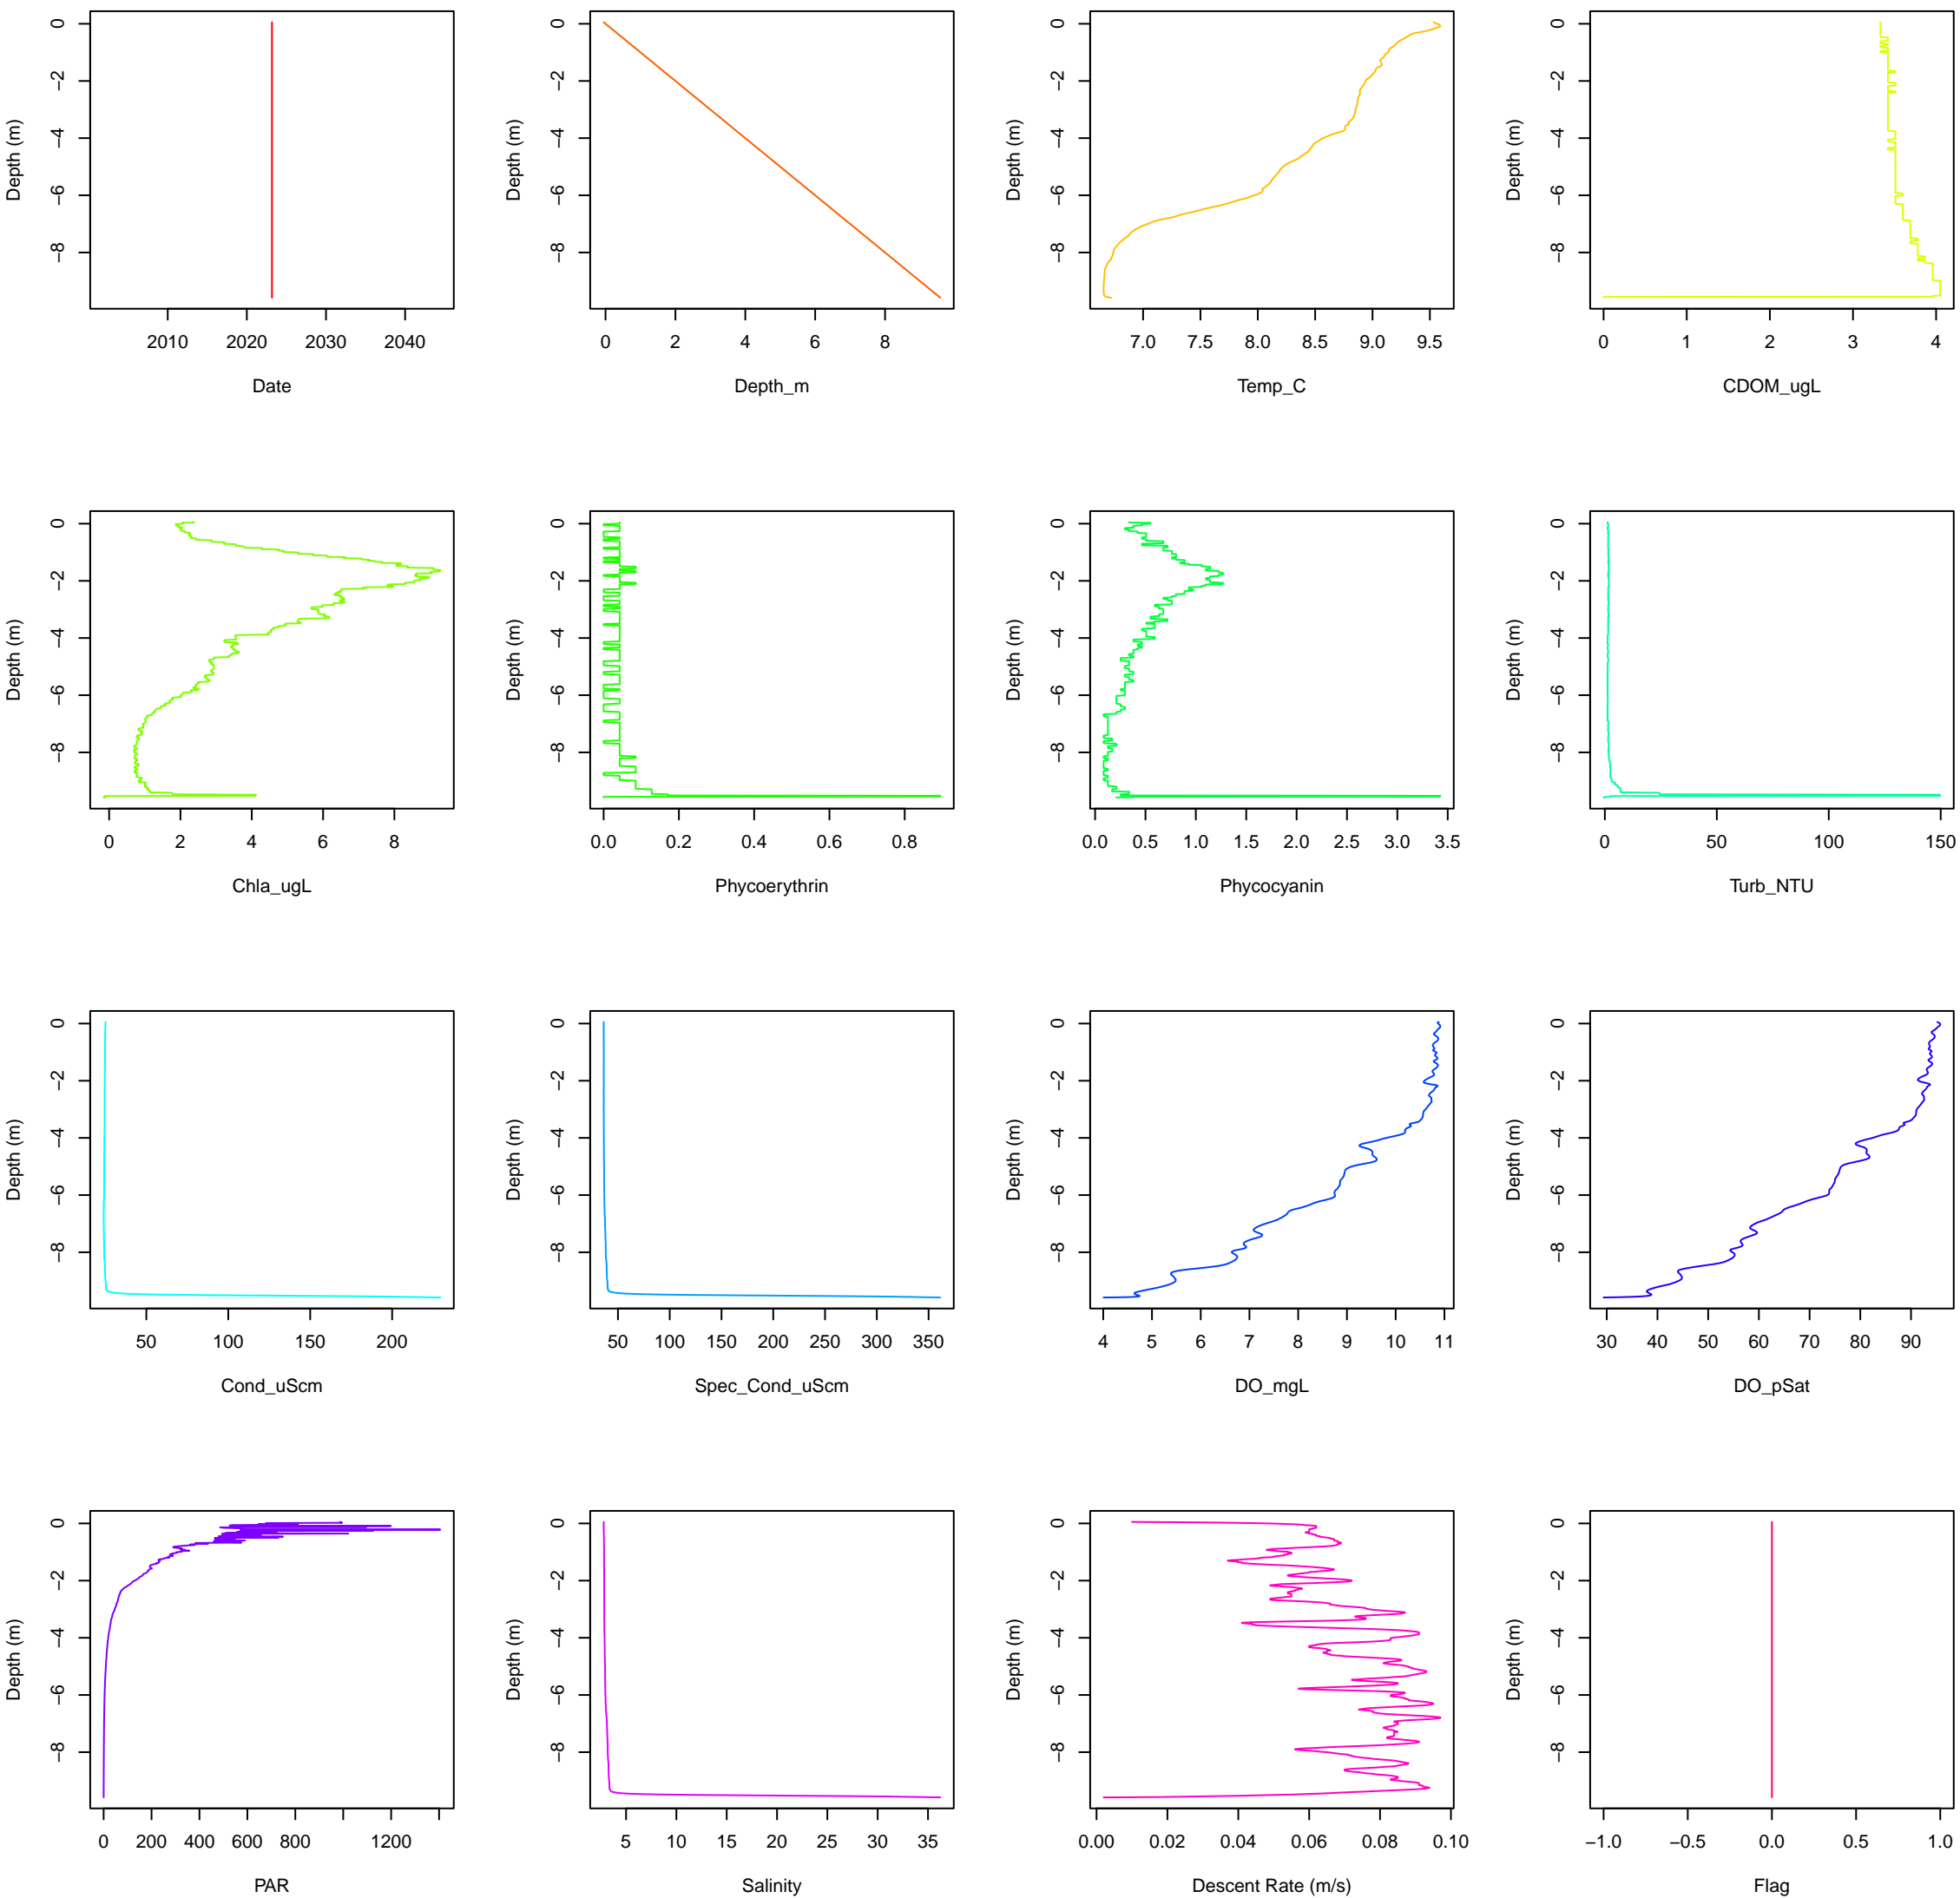 0 0 0 0
−2 −2 −2 −2
Depth (m) Depth (m) Depth (m) Depth (m)
−4 −4 −4 −4
−6 −6 −6 −6
−8 −8 −8 −8
2010 2020 2030 2040 0 2 4 6 8 7.0 7.5 8.0 8.5 9.0 9.5 0 1 2 3 4
Date Depth_m Temp_C CDOM_ugL
0 0 0 0
−2 −2 −2 −2
Depth (m) Depth (m) Depth (m) Depth (m)
−4 −4 −4 −4
−6 −6 −6 −6
−8 −8 −8 −8
0 2 4 6 8 0.0 0.2 0.4 0.6 0.8 0.0 0.5 1.0 1.5 2.0 2.5 3.0 3.5 0 50 100 150
Chla_ugL Phycoerythrin Phycocyanin Turb_NTU
0 0 0 0
−2 −2 −2 −2
Depth (m) Depth (m) Depth (m) Depth (m)
−4 −4 −4 −4
−6 −6 −6 −6
−8 −8 −8 −8
50 100 150 200 50 100 150 200 250 300 350 4 5 6 7 8 9 10 11 30 40 50 60 70 80 90
Cond_uScm Spec_Cond_uScm DO_mgL DO_pSat
0 0 0 0
−2 −2 −2 −2
Depth (m) Depth (m) Depth (m) Depth (m)
−4 −4 −4 −4
−6 −6 −6 −6
−8 −8 −8 −8
0 200 400 600 800 1200 5 10 15 20 25 30 35 0.00 0.02 0.04 0.06 0.08 0.10 −1.0 −0.5 0.0 0.5 1.0
PAR Salinity Descent Rate (m/s) Flag